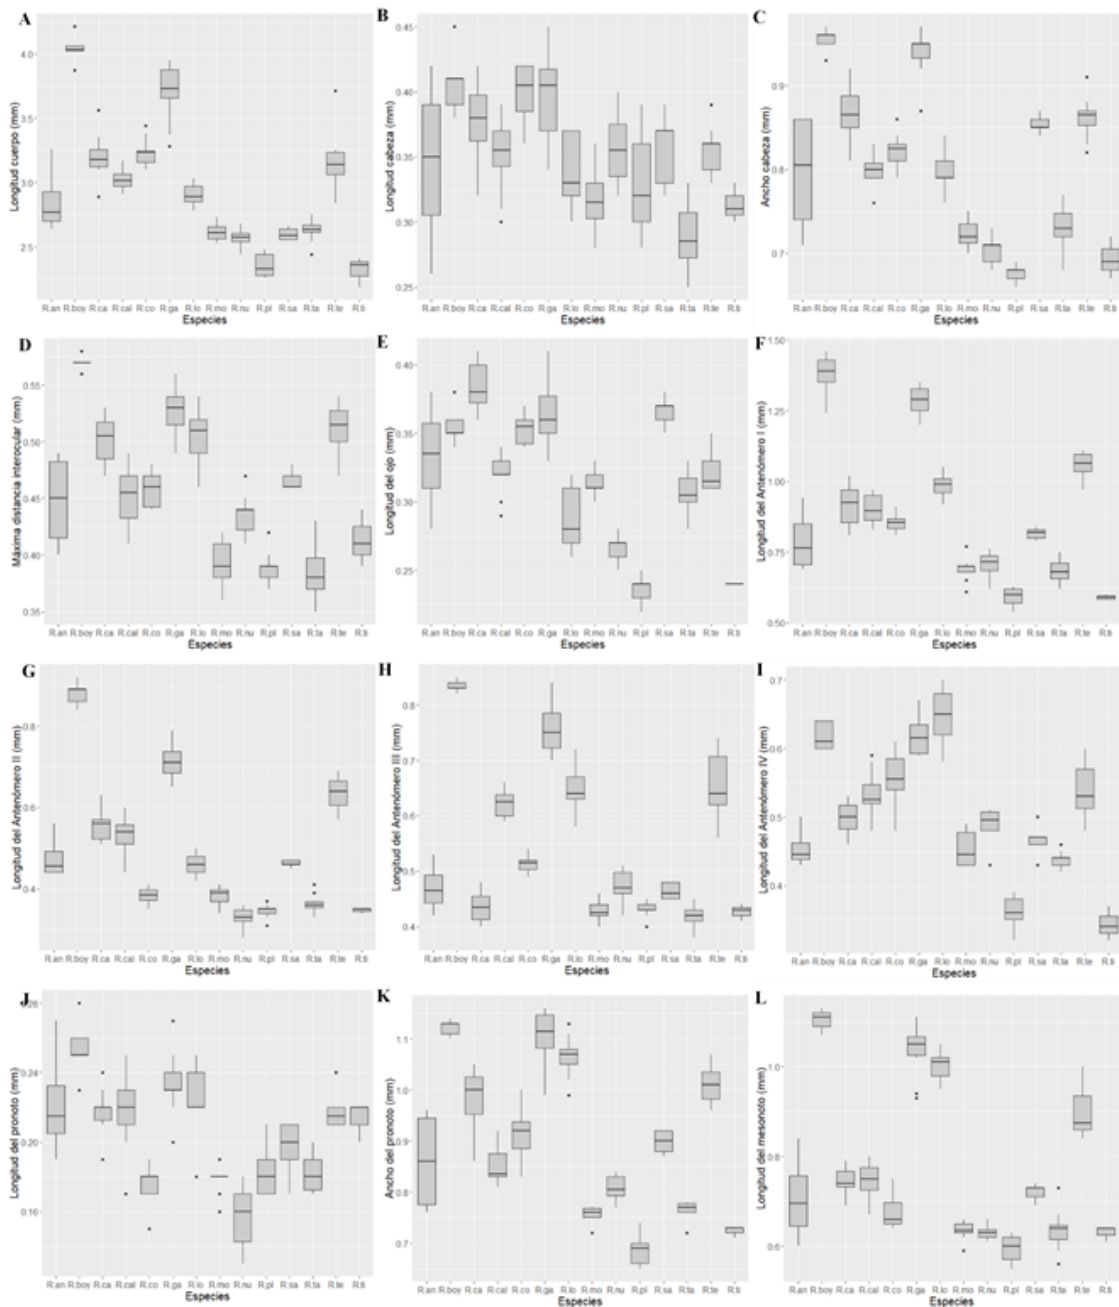 A
Longitud cuerpo (mm)
4.0
3.5
3.0
2.5
R.an R.boy R.ca R.cal R.co R.ga R.lo R.mo R.nu R.pl R.sa R.ta R.te R.ti
Especies
B
Longitud cabeza (mm)
0.45
0.40
0.35
0.30
0.25
R.an R.boy R.ca R.cal R.co R.ga R.lo R.mo R.nu R.pl R.sa R.ta R.te R.ti
Especies
C
Ancho cabeza (mm)
0.9
0.8
0.7
R.an R.boy R.ca R.cal R.co R.ga R.lo R.mo R.nu R.pl R.sa R.ta R.te R.ti
Especies
D
Máxima distancia interocular (mm)
0.55
0.50
0.45
0.40
0.35
R.an R.boy R.ca R.cal R.co R.ga R.lo R.mo R.nu R.pl R.sa R.ta R.te R.ti
Especies
E
Longitud del ojo (mm)
0.40
0.35
0.30
0.25
R.an R.boy R.ca R.cal R.co R.ga R.lo R.mo R.nu R.pl R.sa R.ta R.te R.ti
Especies
F
Longitud del Antenómero I (mm)
1.50
1.25
1.00
0.75
0.50
R.an R.boy R.ca R.cal R.co R.ga R.lo R.mo R.nu R.pl R.sa R.ta R.te R.ti
Especies
G
Longitud del Antenómero II (mm)
0.8
0.6
0.4
R.an R.boy R.ca R.cal R.co R.ga R.lo R.mo R.nu R.pl R.sa R.ta R.te R.ti
Especies
H
Longitud del Antenómero III (mm)
0.8
0.7
0.6
0.5
0.4
R.an R.boy R.ca R.cal R.co R.ga R.lo R.mo R.nu R.pl R.sa R.ta R.te R.ti
Especies
I
Longitud del Antenómero IV (mm)
0.7
0.6
0.5
0.4
R.an R.boy R.ca R.cal R.co R.ga R.lo R.mo R.nu R.pl R.sa R.ta R.te R.ti
Especies
J
Longitud del pronoto (mm)
0.28
0.24
0.20
0.16
R.an R.boy R.ca R.cal R.co R.ga R.lo R.mo R.nu R.pl R.sa R.ta R.te R.ti
Especies
K
Ancho del pronoto (mm)
1.1
1.0
0.9
0.8
0.7
R.an R.boy R.ca R.cal R.co R.ga R.lo R.mo R.nu R.pl R.sa R.ta R.te R.ti
Especies
L
Longitud del mesonoto (mm)
1.0
0.8
0.6
R.an R.boy R.ca R.cal R.co R.ga R.lo R.mo R.nu R.pl R.sa R.ta R.te R.ti
Especies